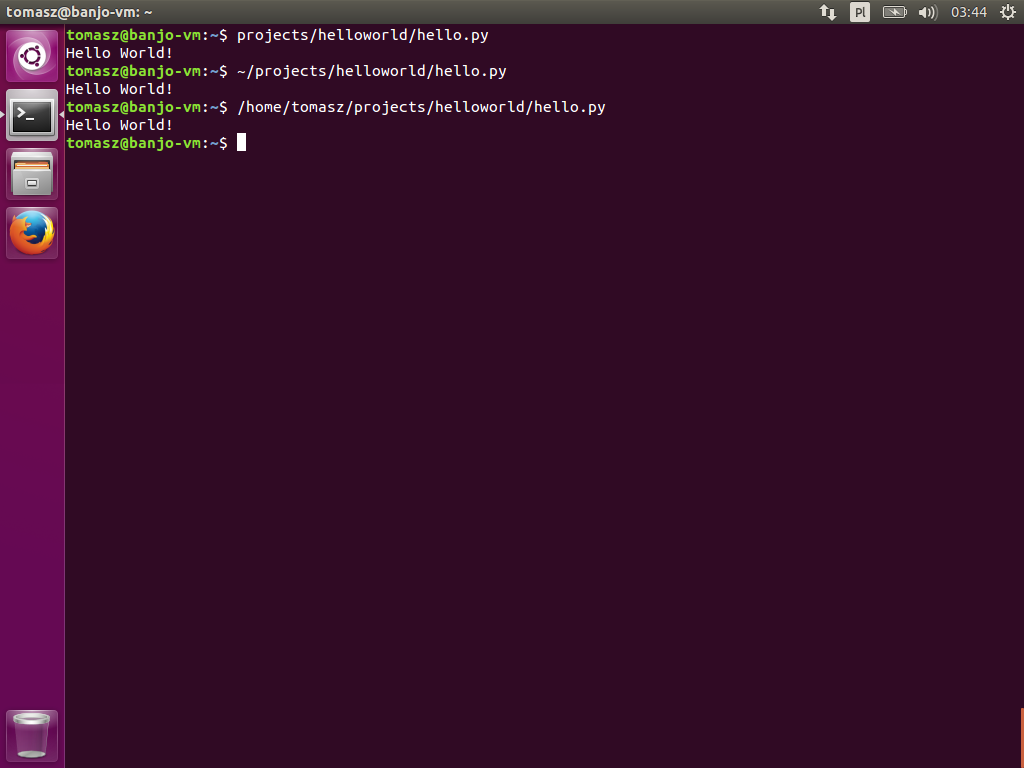 tomasz@banjo-vm: ~
Pl
03:44
tomasz@banjo-vm:~$ projects/helloworld/hello.py
Hello World!
tomasz@banjo-vm:~$ ~/projects/helloworld/hello.py
Hello World!
tomasz@banjo-vm:~$ /home/tomasz/projects/helloworld/hello.py
Hello World!
tomasz@banjo-vm:~$